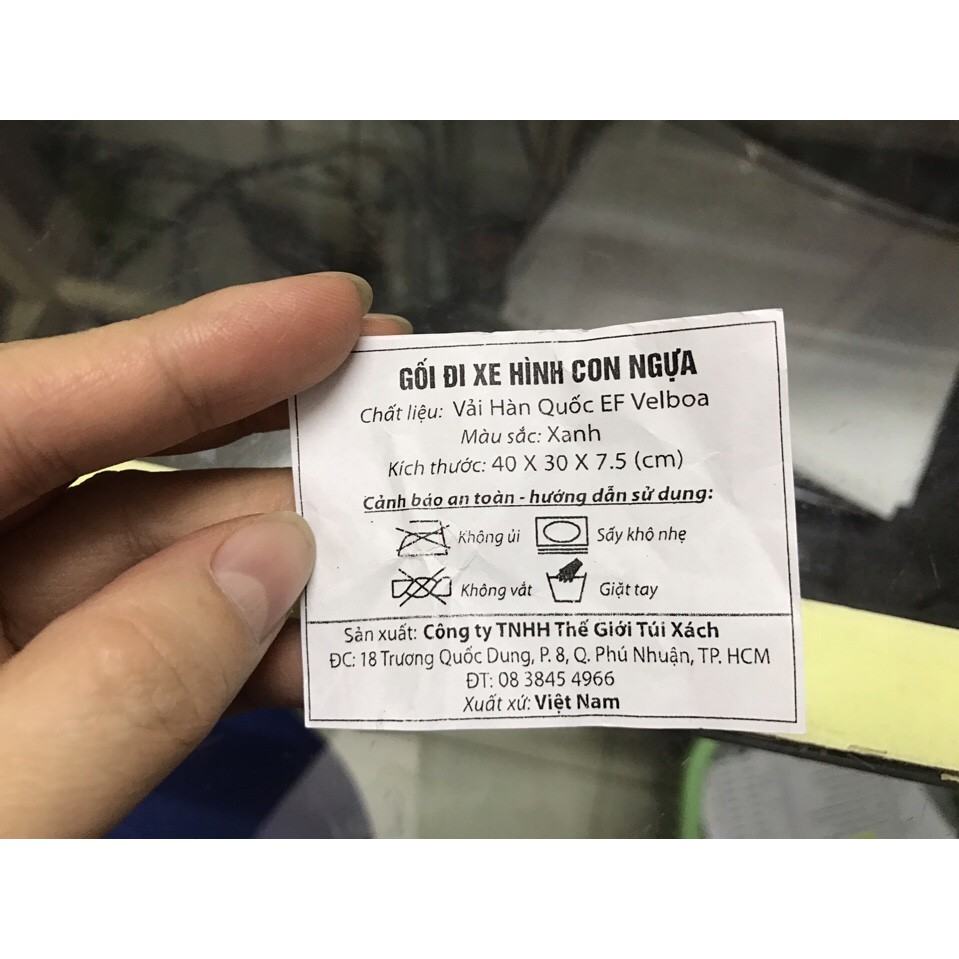 GỐI ĐI XE HÌNH CON NGỰA
Chất liệu: Vải Hàn Quốc EF Velboa
Màu sắc: Xanh
Kích thước: 40 X 30 X 7.5 (cm)
Cảnh báo an toàn - hướng dẫn sử dụng:
Không ủi Sấy khô nhẹ
Không vắt Giặt tay
Sản xuất: Công ty TNHH Thế Giới Túi Xách
ĐC: 18 Trương Quốc Dung, P. 8, Q. Phú Nhuận, TP. HCM
ĐT: 08 3845 4966
Xuất xứ: Việt Nam